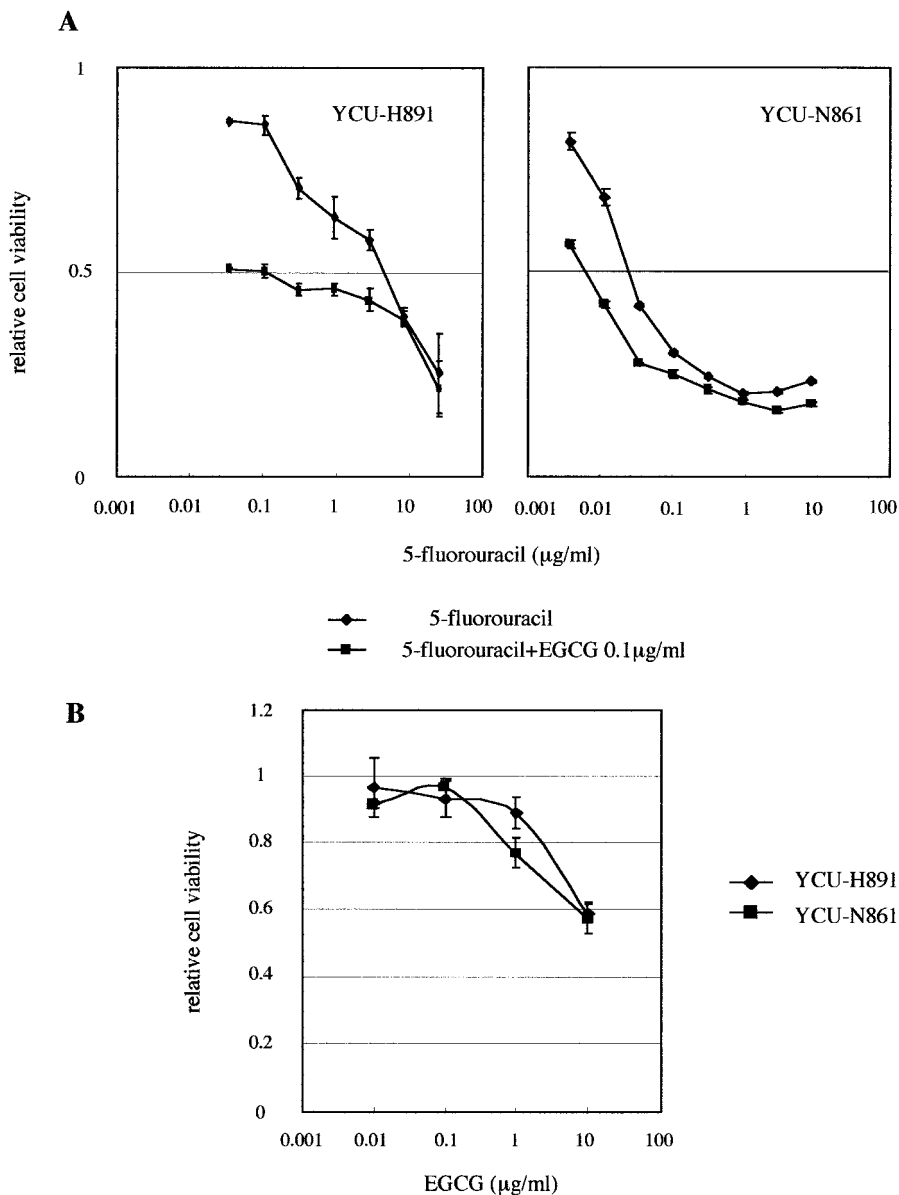 A
1
0.5
0
relative cell viability
YCU-H891
YCU-N861
0.001 0.01 0.1 1 10 100
0.001 0.01 0.1 1 10 100
5-fluorouracil (µg/ml)
5-fluorouracil
5-fluorouracil+EGCG 0.1µg/ml
B
1.2
1
0.8
0.6
0.4
0.2
0
relative cell viability
YCU-H891
YCU-N861
0.001 0.01 0.1 1 10 100
EGCG (µg/ml)